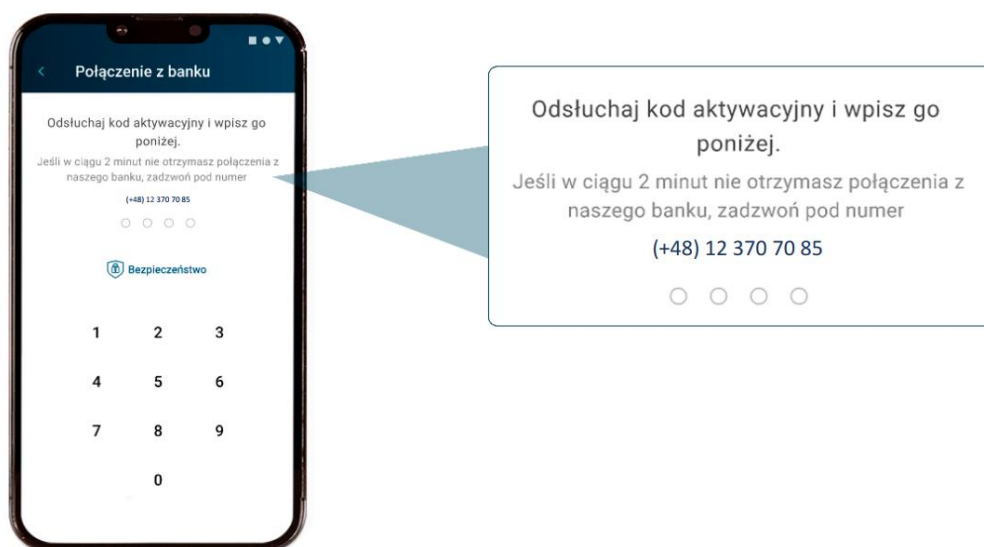 Połączenie z banku
Odsłuchaj kod aktywacyjny i wpisz go
poniżej.
Jeśli w ciągu 2 minut nie otrzymasz połączenia z
naszego banku, zadzwoń pod numer
(+48) 12 370 70 85
Bezpieczeństwo
1 2 3
4 5 6
7 8 9
0
Odsłuchaj kod aktywacyjny i wpisz go
poniżej.
Jeśli w ciągu 2 minut nie otrzymasz połączenia z
naszego banku, zadzwoń pod numer
(+48) 12 370 70 85